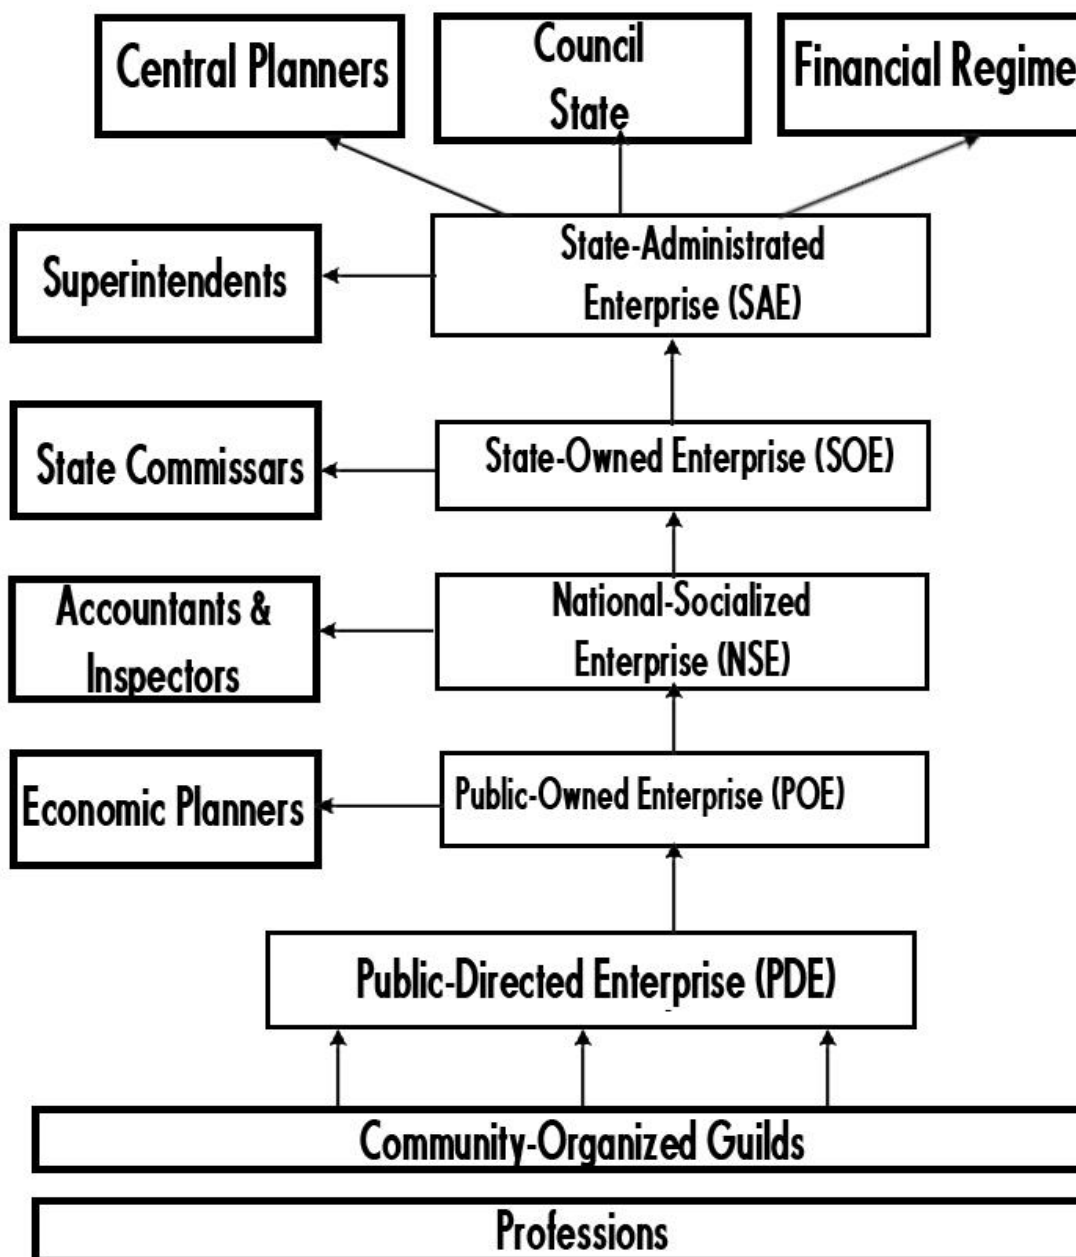 Central Planners
Council
State
Financial Regime
State-Administrated
Enterprise (SAE)
Superintendents
State-Owned Enterprise (SOE)
State Commissars
National-Socialized
Enterprise (NSE)
Accountants &
Inspectors
Public-Owned Enterprise (POE)
Economic Planners
Public-Directed Enterprise (PDE)
Community-Organized Guilds
Professions